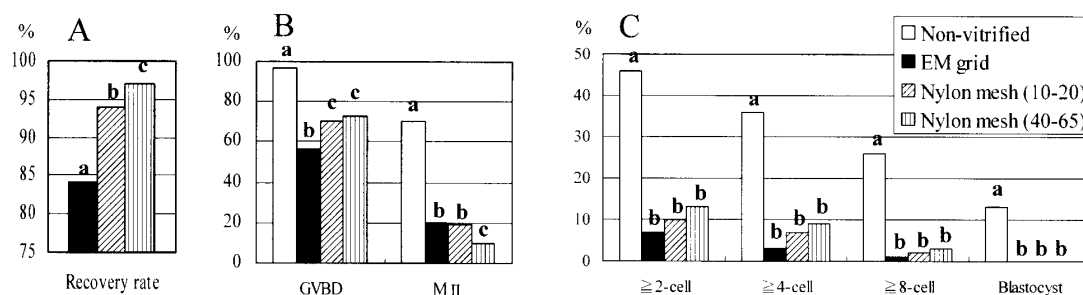 A
%
100
95
90
85
80
75
a
b
c
Recovery rate
B
%
100
80
60
40
20
0
a
b
c
c
a
b
b
c
GVBD
M II
C
%
50
40
30
20
10
0
a
b
b
b
a
b
b
b
a
b
b
b
a
b
b
b
≧2-cell
≧4-cell
≧8-cell
Blastocyst
Non-vitrified
EM grid
Nylon mesh (10-20)
Nylon mesh (40-65)